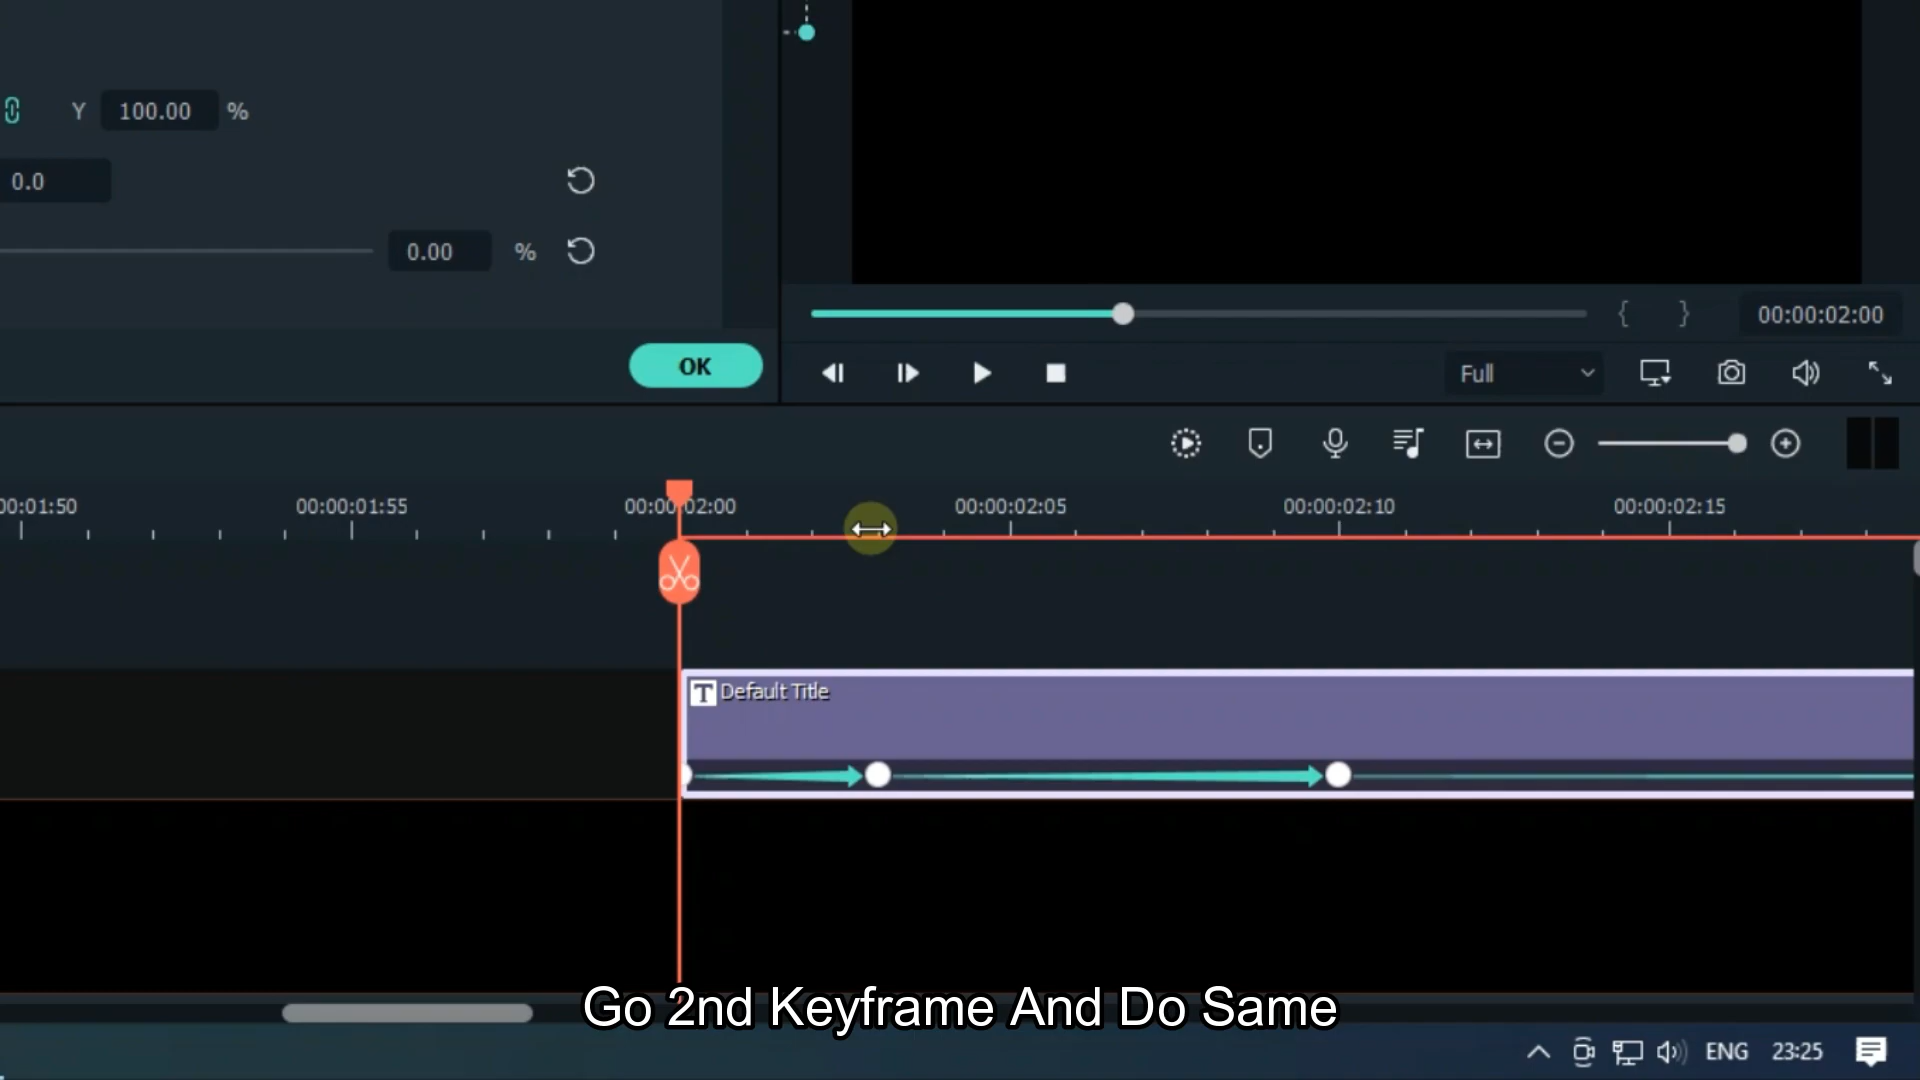 Y 100.00 %
0.0
0.00 %
OK
{ } 00:00:02:00
Full
00:01:50 00:00:01:55 00:00:02:00 00:00:02:05 00:00:02:10 00:00:02:15
T Default Title
Go 2nd Keyframe And Do Same
ENG 23:25